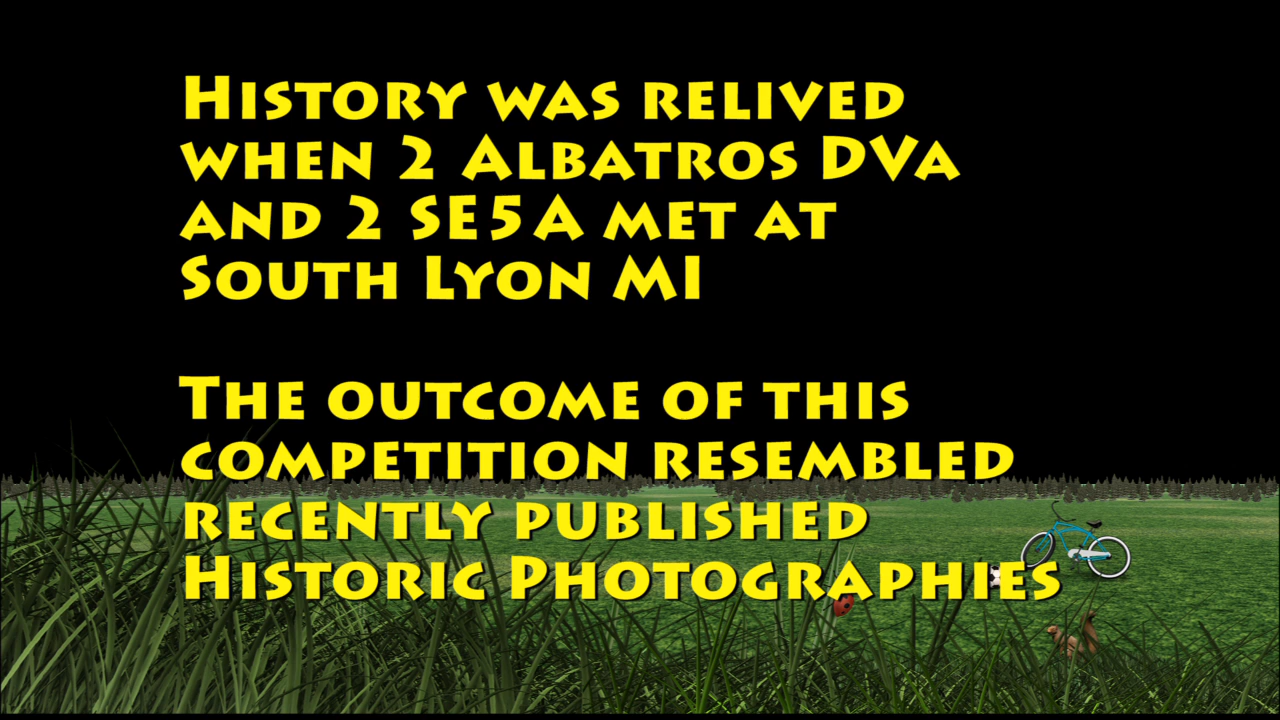 History was relived
when 2 Albatros DVa
and 2 SE5A met at
South Lyon MI
The outcome of this
competition resembled
recently published
Historic Photographies